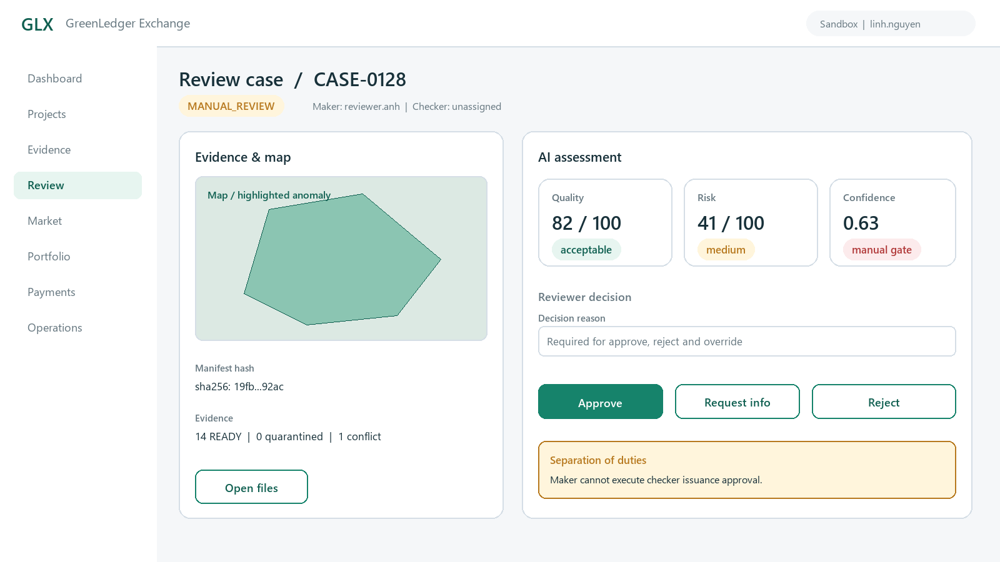 GLX GreenLedger Exchange
Sandbox | linh.nguyen
Dashboard
Projects
Evidence
Review
Market
Portfolio
Payments
Operations
Review case / CASE-0128
MANUAL_REVIEW
Maker: reviewer.anh | Checker: unassigned
Evidence & map
Map / highlighted anomaly
Manifest hash
sha256: 19fb...92ac
Evidence
14 READY | 0 quarantined | 1 conflict
Open files
AI assessment
Quality
82 / 100
acceptable
Risk
41 / 100
medium
Confidence
0.63
manual gate
Reviewer decision
Decision reason
Required for approve, reject and override
Approve
Request info
Reject
Separation of duties
Maker cannot execute checker issuance approval.